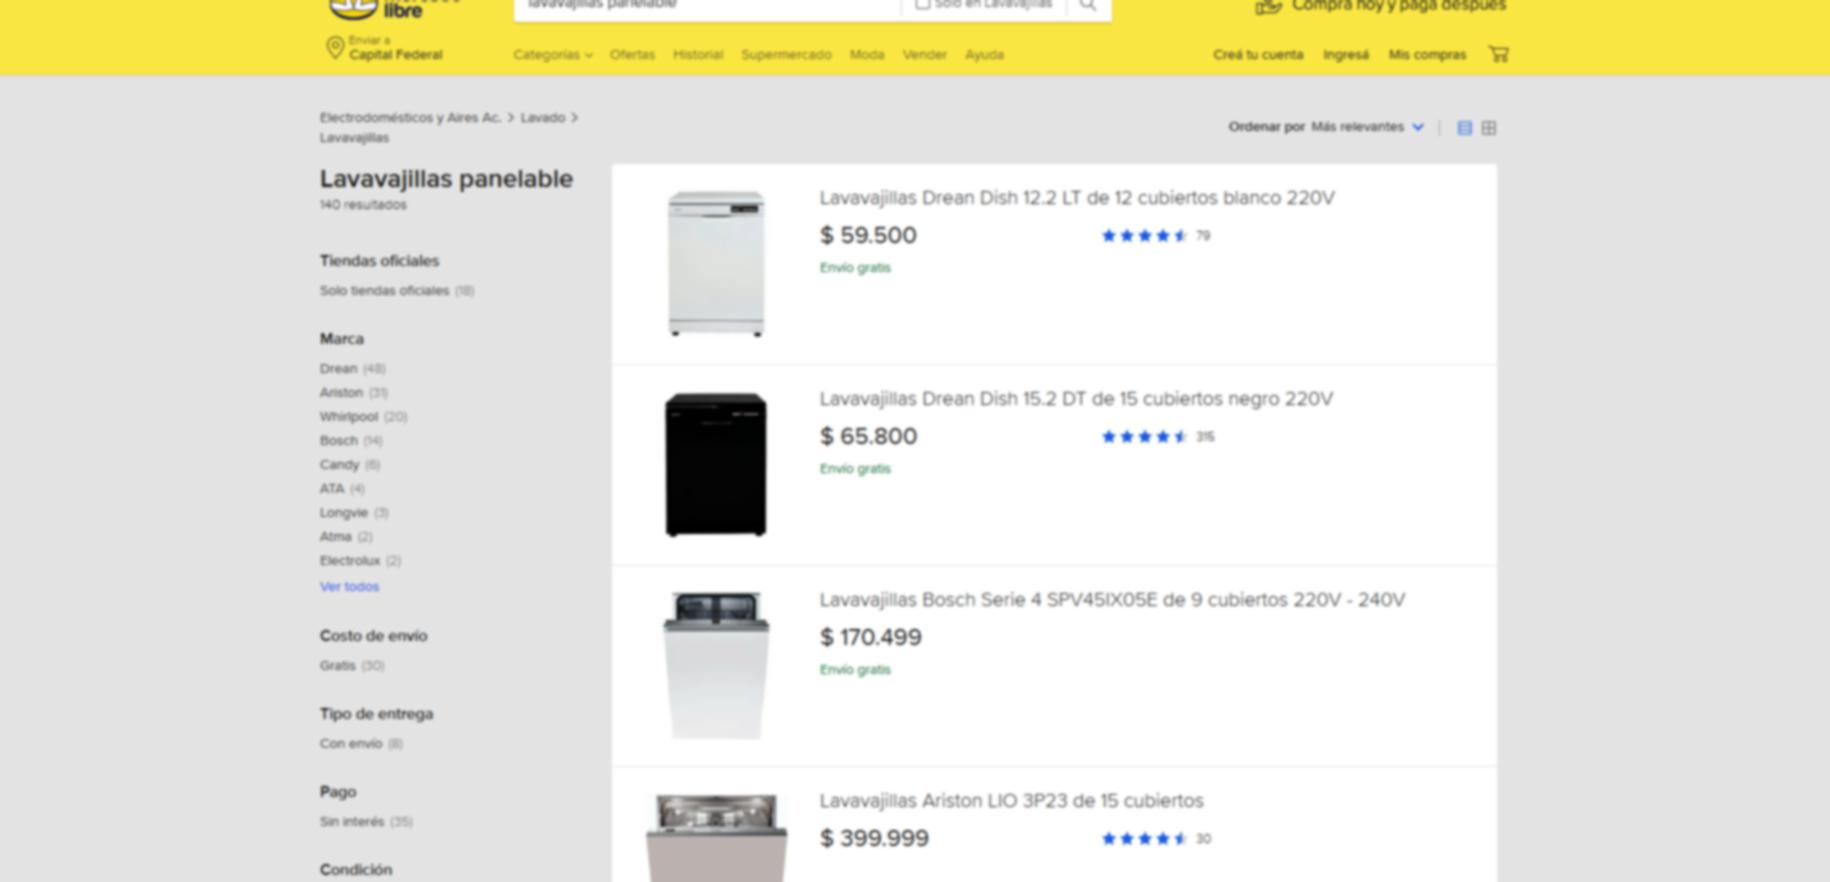 libre
lavavajillas panelable
Solo en Lavavajillas
Comprá hoy y pagá después
Enviar a
Capital Federal
Categorías
Ofertas
Historial
Supermercado
Moda
Vender
Ayuda
Creá tu cuenta
Ingresá
Mis compras
Electrodomésticos y Aires Ac. > Lavado >
Lavavajillas
Ordenar por Más relevantes
Lavavajillas panelable
140 resultados
Tiendas oficiales
Solo tiendas oficiales (18)
Marca
Drean (48)
Ariston (31)
Whirlpool (20)
Bosch (14)
Candy (6)
ATA (4)
Longvie (3)
Atma (2)
Electrolux (2)
Ver todos
Costo de envío
Gratis (30)
Tipo de entrega
Con envío (8)
Pago
Sin interés (35)
Condición
Lavavajillas Drean Dish 12.2 LT de 12 cubiertos blanco 220V
$ 59.500
79
Envío gratis
Lavavajillas Drean Dish 15.2 DT de 15 cubiertos negro 220V
$ 65.800
315
Envío gratis
Lavavajillas Bosch Serie 4 SPV45IX05E de 9 cubiertos 220V - 240V
$ 170.499
Envío gratis
Lavavajillas Ariston LIO 3P23 de 15 cubiertos
$ 399.999
30